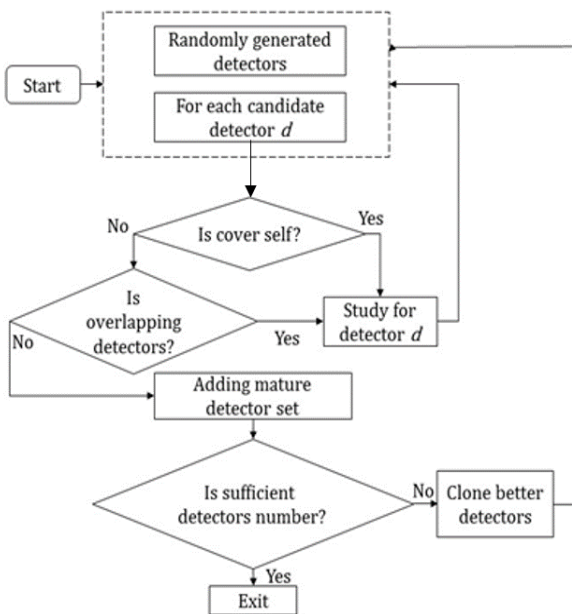 Randomly generated
detectors
Start
For each candidate
detector d
No
Yes
Is cover self?
Is
overlapping
detectors?
Yes
Study for
detector d
No
Adding mature
detector set
Is sufficient
detectors number?
No
Clone better
detectors
Yes
Exit